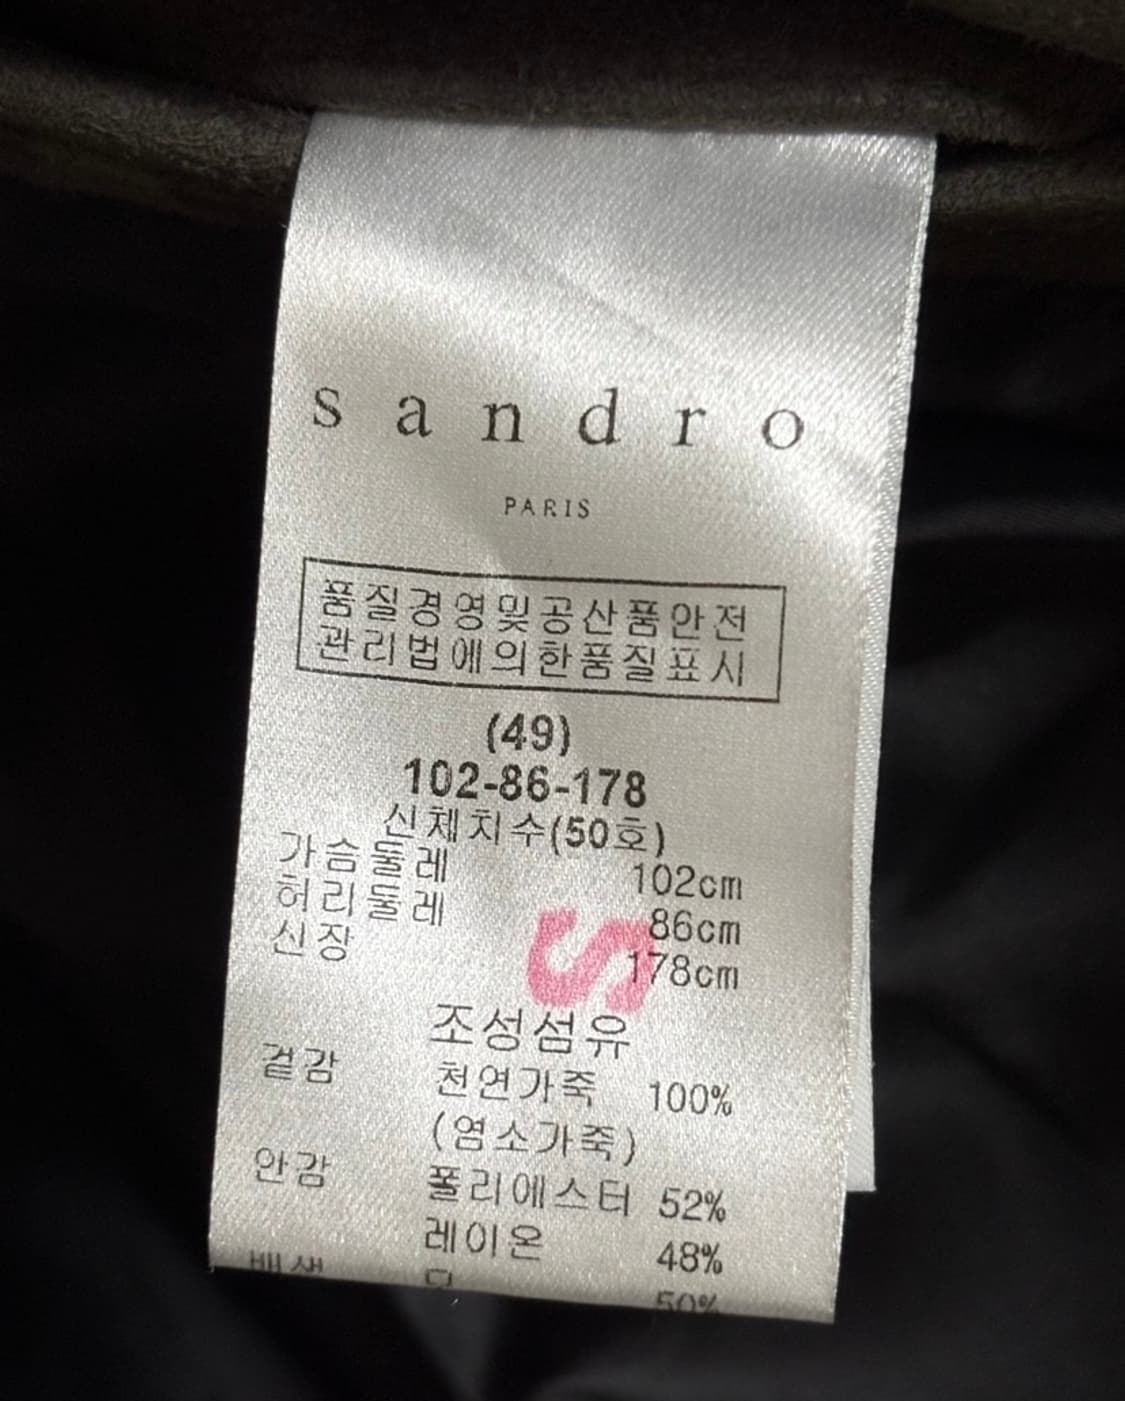 sandro
PARIS
품질경영및공산품안전
관리법에의한품질표시
(49)
102-86-178
신체치수(50호)
가슴둘레 102cm
허리둘레 86cm
신장 178cm
S
조성섬유
겉감 천연가죽 100%
(염소가죽)
안감 폴리에스터 52%
레이온 48%
배색 50%